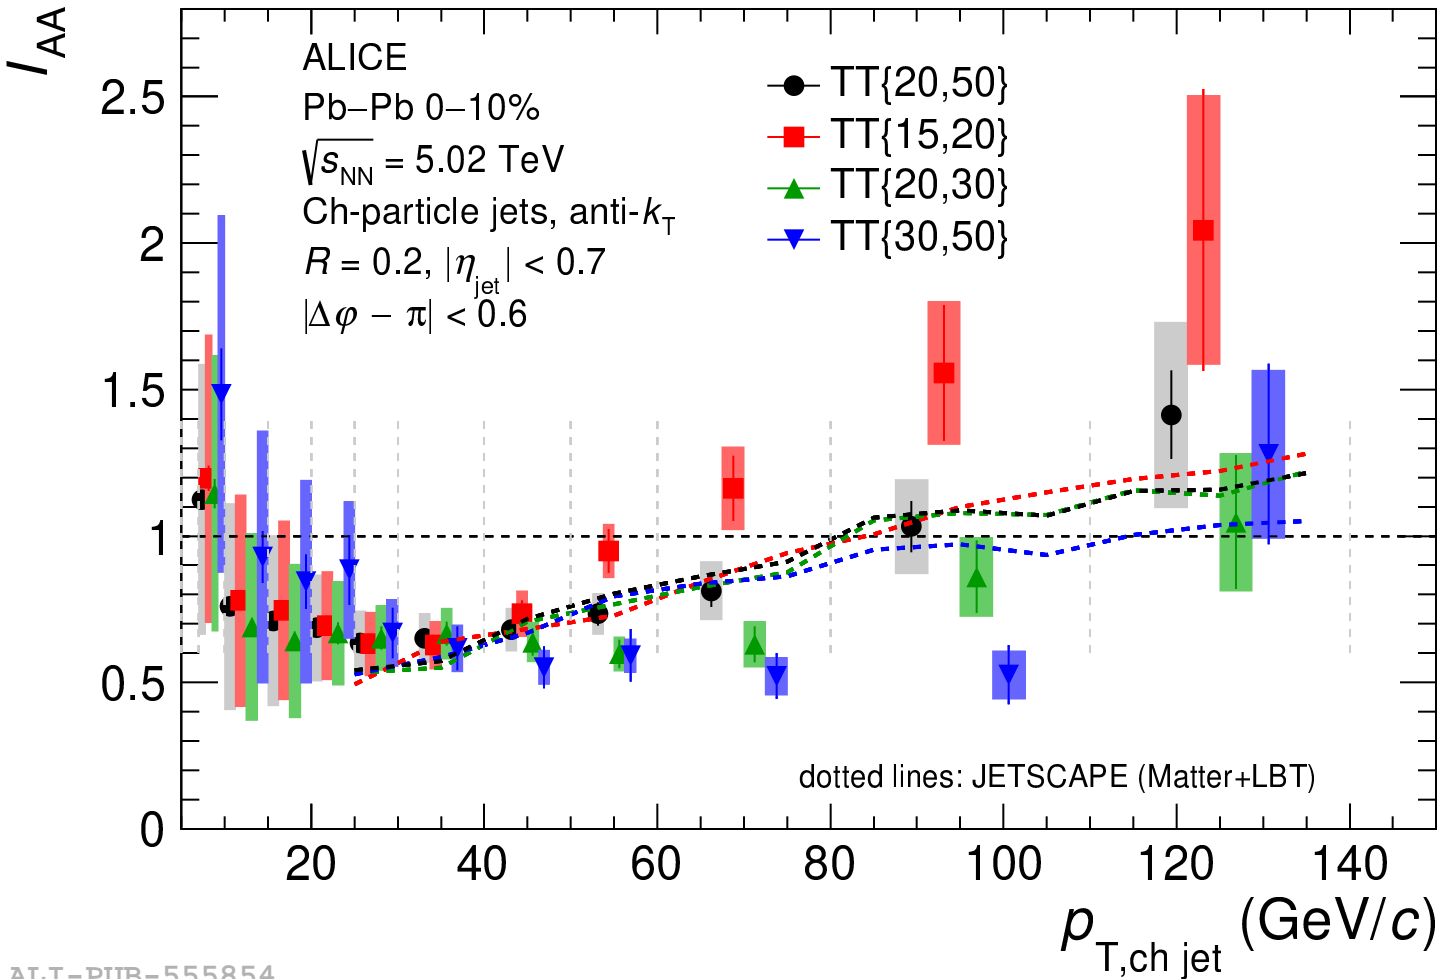 I_AA
2.5
2
1.5
1
0.5
0
ALICE
Pb–Pb 0–10%
√s_NN = 5.02 TeV
Ch-particle jets, anti-k_T
R = 0.2, |η_jet| < 0.7
|Δφ − π| < 0.6
TT{20,50}
TT{15,20}
TT{20,30}
TT{30,50}
dotted lines: JETSCAPE (Matter+LBT)
20 40 60 80 100 120 140
p_T,ch jet (GeV/c)
ALI-PUB-555854